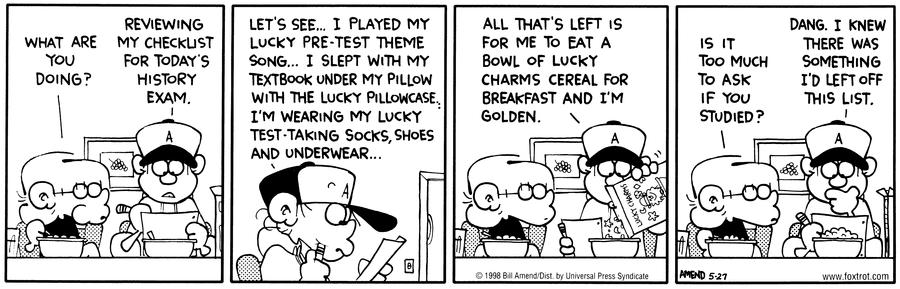 WHAT ARE
YOU
DOING?
REVIEWING
MY CHECKLIST
FOR TODAY'S
HISTORY
EXAM.
A
LET'S SEE... I PLAYED MY
LUCKY PRE-TEST THEME
SONG... I SLEPT WITH MY
TEXTBOOK UNDER MY PILLOW
WITH THE LUCKY PILLOWCASE...
I'M WEARING MY LUCKY
TEST-TAKING SOCKS, SHOES
AND UNDERWEAR...
A
B
ALL THAT'S LEFT IS
FOR ME TO EAT A
BOWL OF LUCKY
CHARMS CEREAL FOR
BREAKFAST AND I'M
GOLDEN.
A
LUCKY CHARMS
© 1998 Bill Amend/Dist. by Universal Press Syndicate
IS IT
TOO MUCH
TO ASK
IF YOU
STUDIED?
DANG. I KNEW
THERE WAS
SOMETHING
I'D LEFT OFF
THIS LIST.
A
AMEND 5-27
www.foxtrot.com